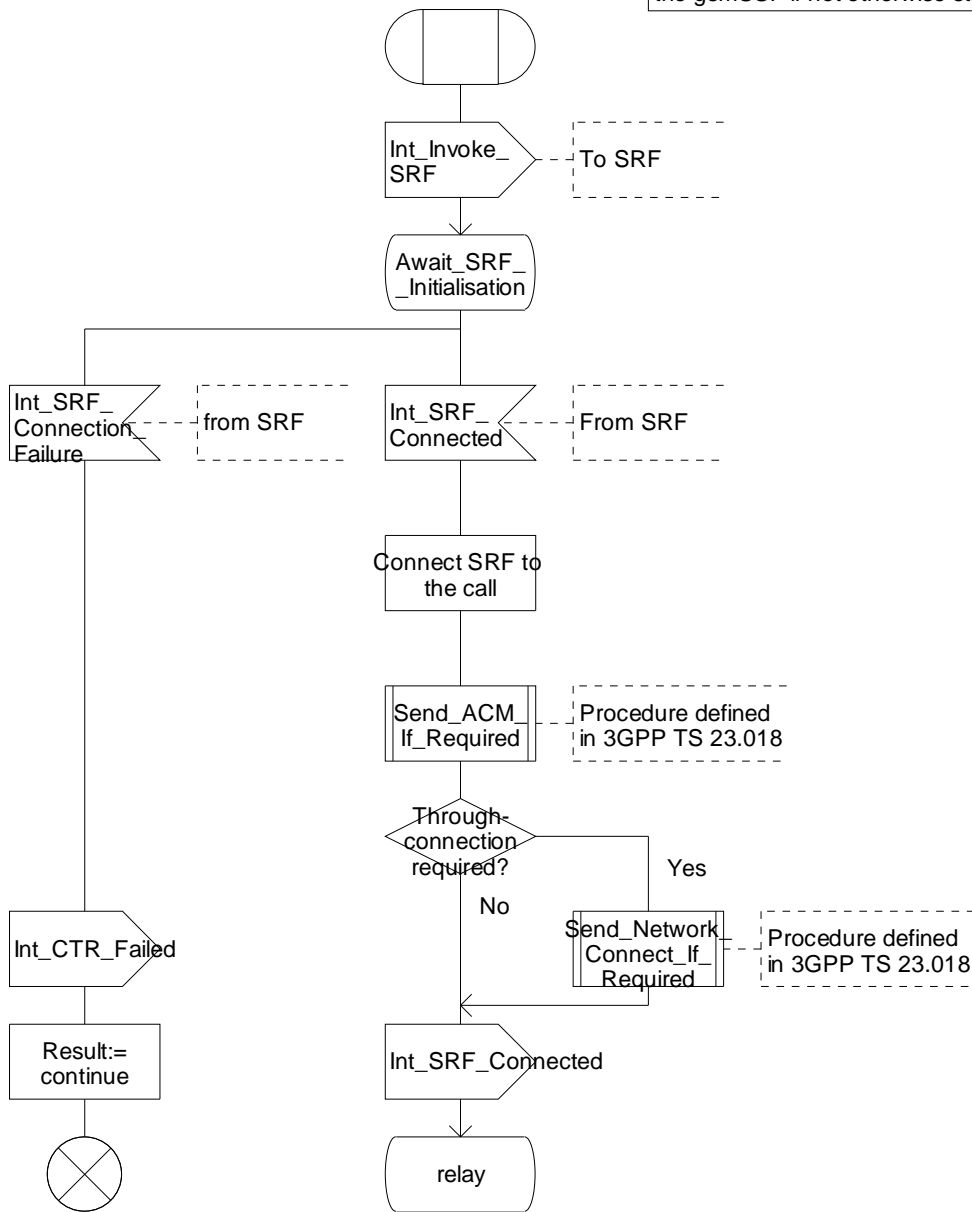 Int_Invoke_
SRF
To SRF
Await_SRF_
_Initialisation
Int_SRF_
Connection_
Failure
from SRF
Int_SRF_
Connected
From SRF
Connect SRF to
the call
Send_ACM_
If_Required
Procedure defined
in 3GPP TS 23.018
Through-
connection
required?
Yes
No
Int_CTR_Failed
Send_Network_
Connect_If_
Required
Procedure defined
in 3GPP TS 23.018
Result:=
continue
Int_SRF_Connected
relay